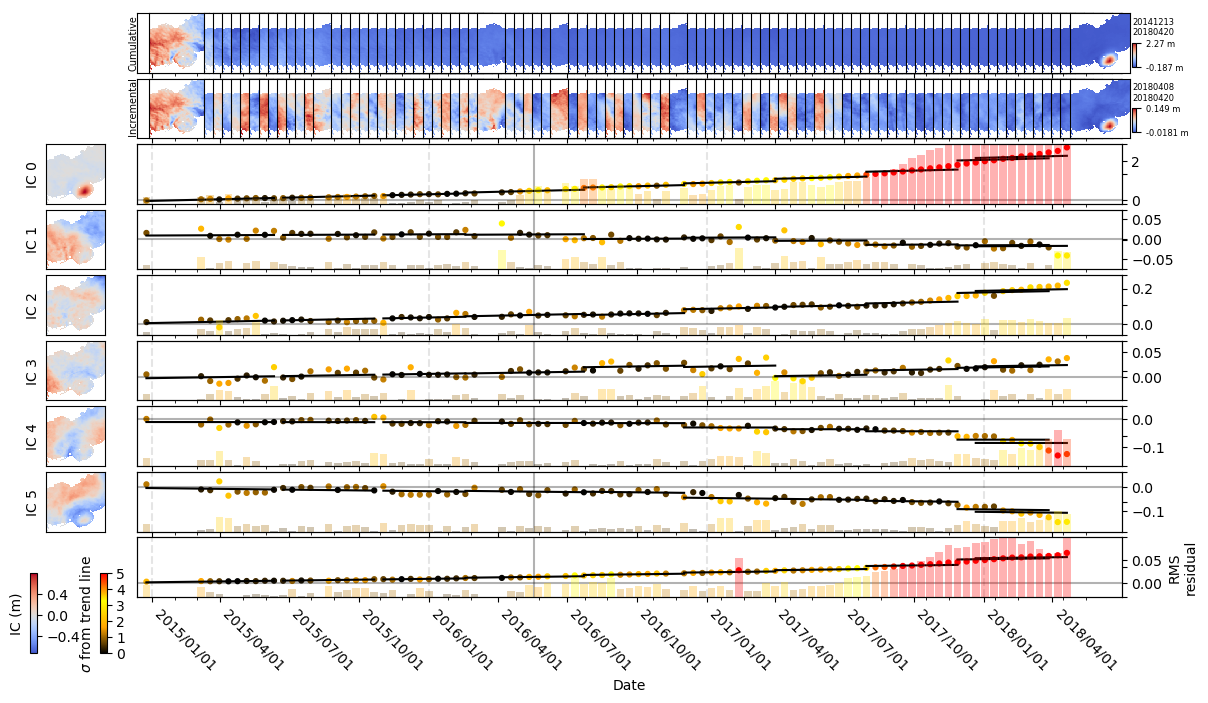 Cumulative
20141213
20180420
2.27 m
-0.187 m
Incremental
20180408
20180420
0.149 m
-0.0181 m
IC 0
2
0
IC 1
0.05
0.00
−0.05
IC 2
0.2
0.0
IC 3
0.05
0.00
IC 4
0.0
−0.1
IC 5
0.0
−0.1
0.05
0.00
RMS
residual
IC (m)
0.4
0.0
−0.4
σ from trend line
5
4
3
2
1
0
2015/01/01
2015/04/01
2015/07/01
2015/10/01
2016/01/01
2016/04/01
2016/07/01
2016/10/01
2017/01/01
2017/04/01
2017/07/01
2017/10/01
2018/01/01
2018/04/01
Date